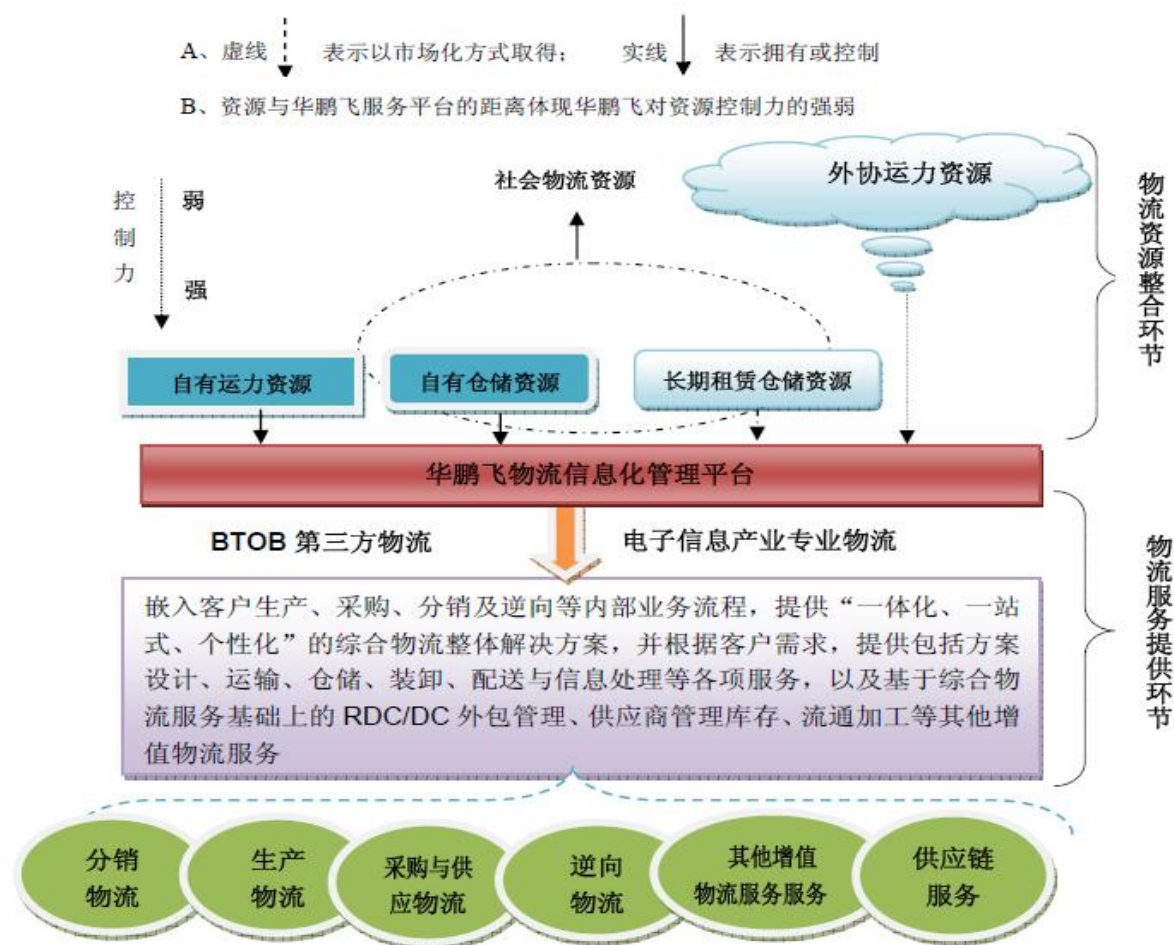 A、虚线 表示以市场化方式取得； 实线 表示拥有或控制
B、资源与华鹏飞服务平台的距离体现华鹏飞对资源控制力的强弱
控制力
弱
强
社会物流资源
外协运力资源
物流资源整合环节
自有运力资源
自有仓储资源
长期租赁仓储资源
华鹏飞物流信息化管理平台
BTOB 第三方物流
电子信息产业专业物流
嵌入客户生产、采购、分销及逆向等内部业务流程，提供“一体化、一站
式、个性化”的综合物流整体解决方案，并根据客户需求，提供包括方案
设计、运输、仓储、装卸、配送与信息处理等各项服务，以及基于综合物
流服务基础上的 RDC/DC 外包管理、供应商管理库存、流通加工等其他增
值物流服务
物流服务提供环节
分销
物流
生产
物流
采购与供
应物流
逆向
物流
其他增值
物流服务服务
供应链
服务